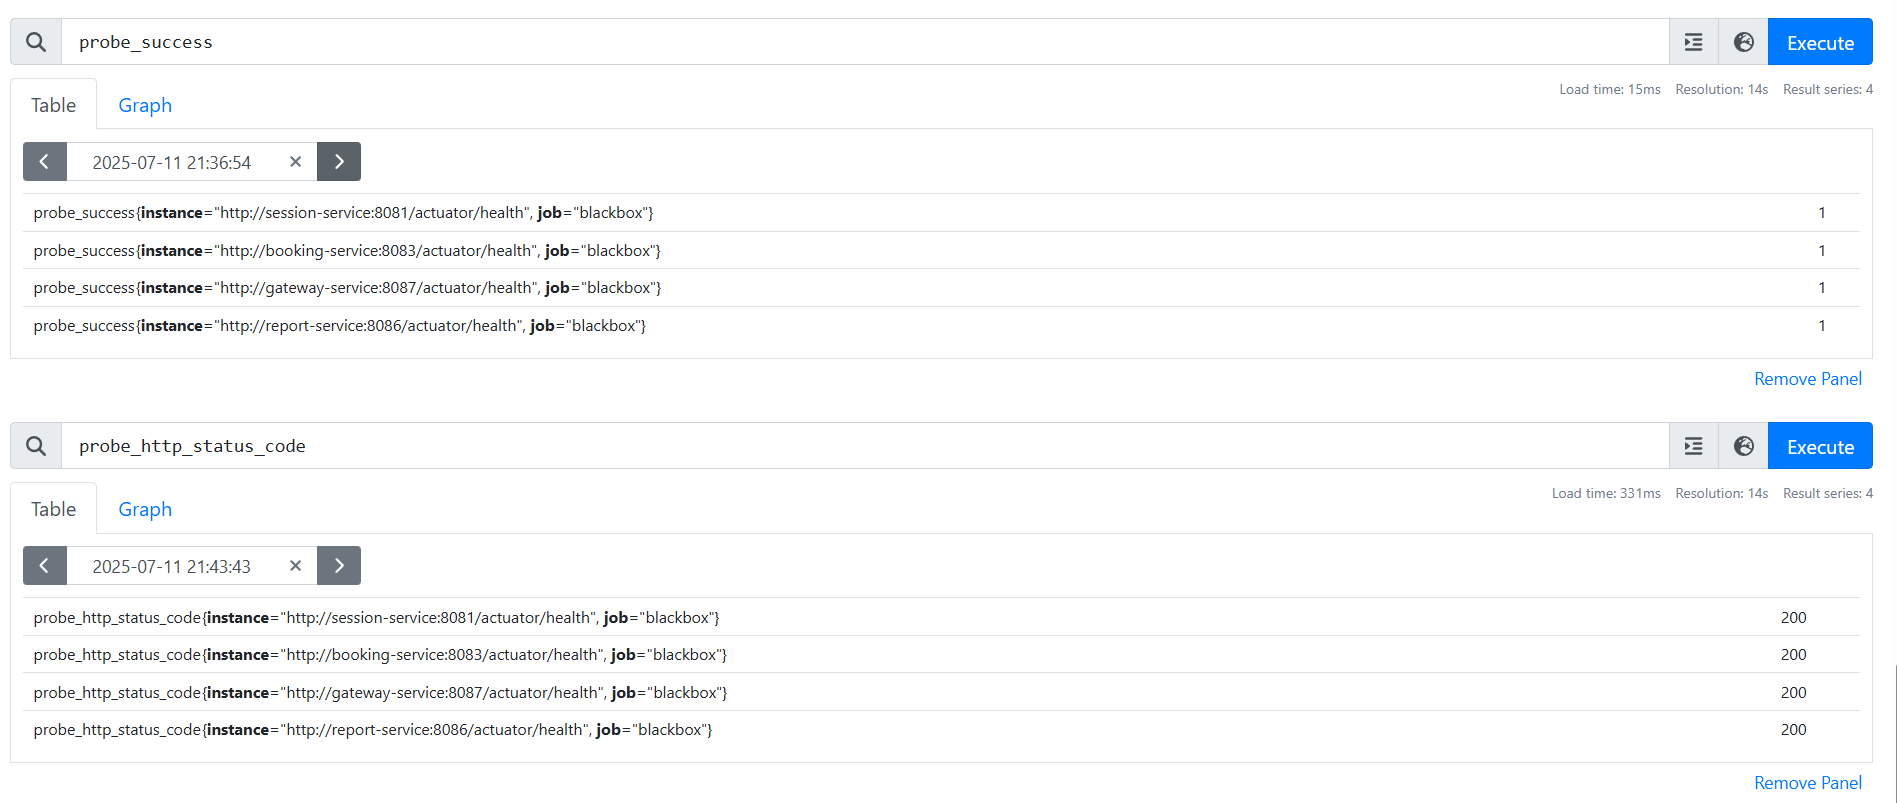 probe_success
Execute
Table
Graph
Load time: 15ms Resolution: 14s Result series: 4
2025-07-11 21:36:54
probe_success{instance="http://session-service:8081/actuator/health", job="blackbox"} 1
probe_success{instance="http://booking-service:8083/actuator/health", job="blackbox"} 1
probe_success{instance="http://gateway-service:8087/actuator/health", job="blackbox"} 1
probe_success{instance="http://report-service:8086/actuator/health", job="blackbox"} 1
Remove Panel
probe_http_status_code
Execute
Table
Graph
Load time: 331ms Resolution: 14s Result series: 4
2025-07-11 21:43:43
probe_http_status_code{instance="http://session-service:8081/actuator/health", job="blackbox"} 200
probe_http_status_code{instance="http://booking-service:8083/actuator/health", job="blackbox"} 200
probe_http_status_code{instance="http://gateway-service:8087/actuator/health", job="blackbox"} 200
probe_http_status_code{instance="http://report-service:8086/actuator/health", job="blackbox"} 200
Remove Panel